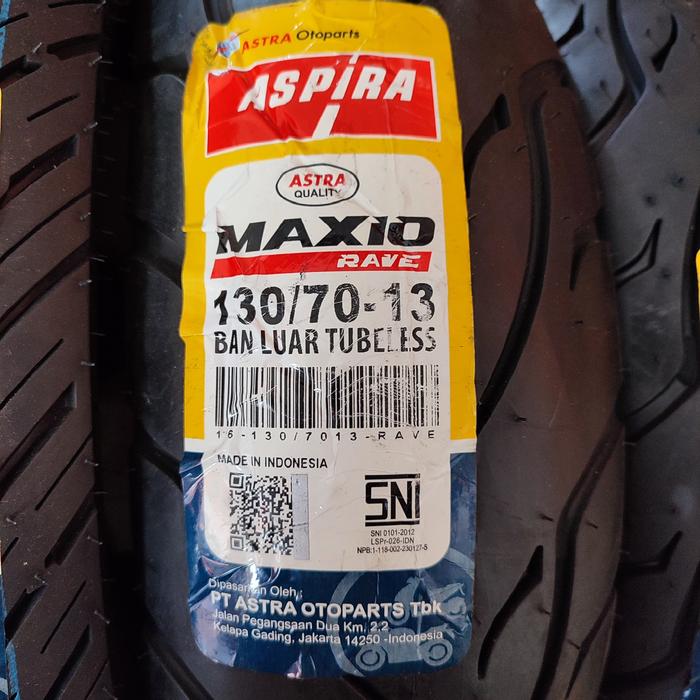 ASTRA Otoparts
ASPIRA
ASTRA
QUALITY
MAXIO
RAVE
130/70-13
BAN LUAR TUBELESS
16-130/7013-RAVE
MADE IN INDONESIA
SNI
SNI 0101-2012
LSPr-026-IDN
NPB:1-118-002-230127-5
Dipasarkan Oleh :
PT ASTRA OTOPARTS Tbk
Jalan Pegangsaan Dua Km. 2.2
Kelapa Gading, Jakarta 14250 -Indonesia